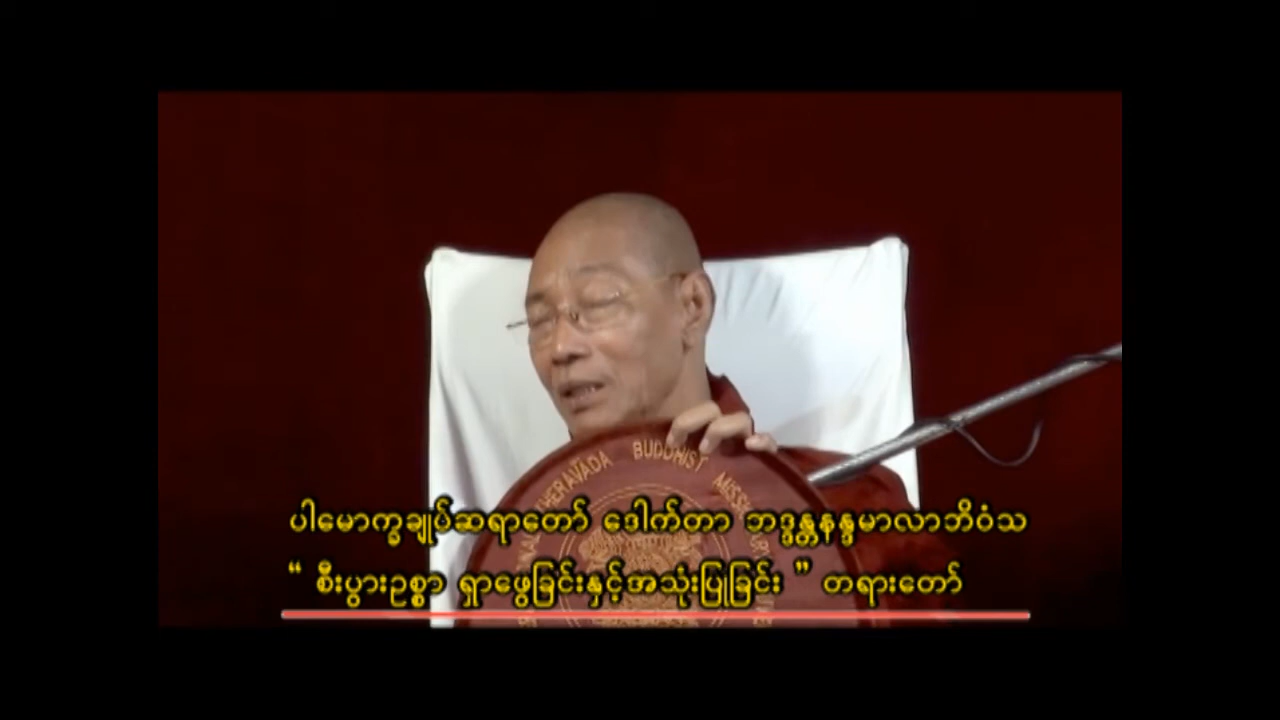 THERAVADA BUDDHIST
ပါမောက္ခချုပ်ဆရာတော် ဒေါက်တာ ဘဒ္ဒန္တနန္ဒမာလာဘိဝံသ
“ စီးပွားဥစ္စာ ရှာဖွေခြင်းနှင့်အသုံးပြုခြင်း ” တရားတော်